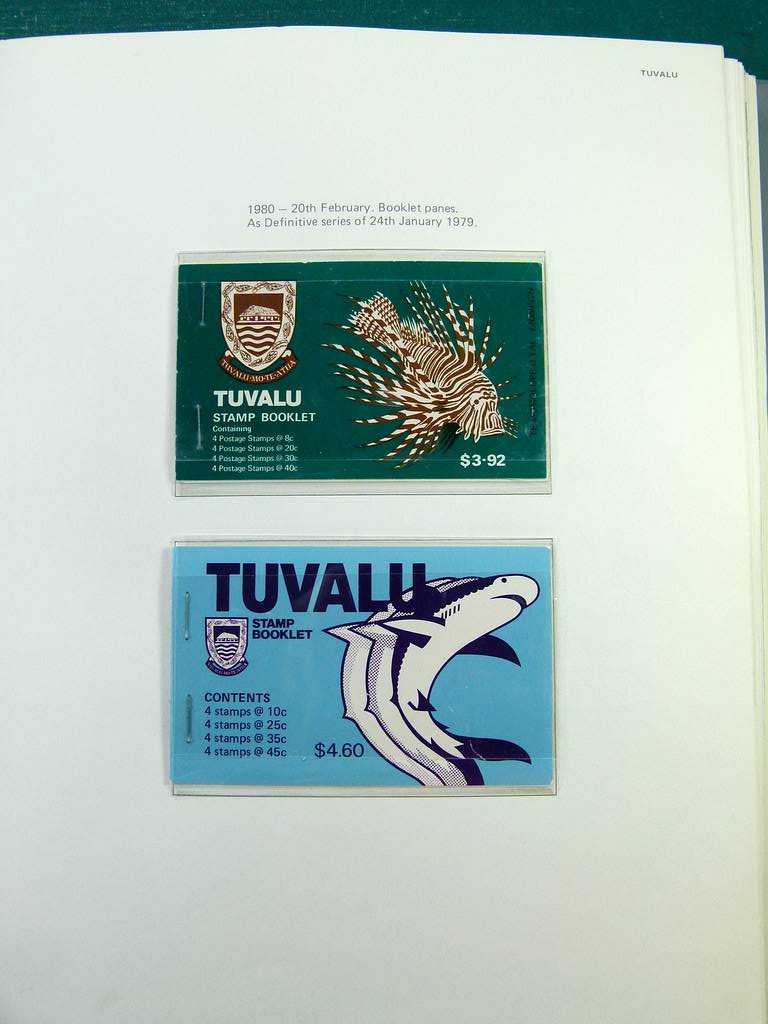 TUVALU
1980 — 20th February. Booklet panes.
As Definitive series of 24th January 1979.
TUVALU-MO-TE-ATUA
TUVALU
STAMP BOOKLET
Containing
4 Postage Stamps @ 8c
4 Postage Stamps @ 20c
4 Postage Stamps @ 30c
4 Postage Stamps @ 40c
$3·92
TUVALU
STAMP
BOOKLET
CONTENTS
4 stamps @ 10c
4 stamps @ 25c
4 stamps @ 35c
4 stamps @ 45c
$4.60